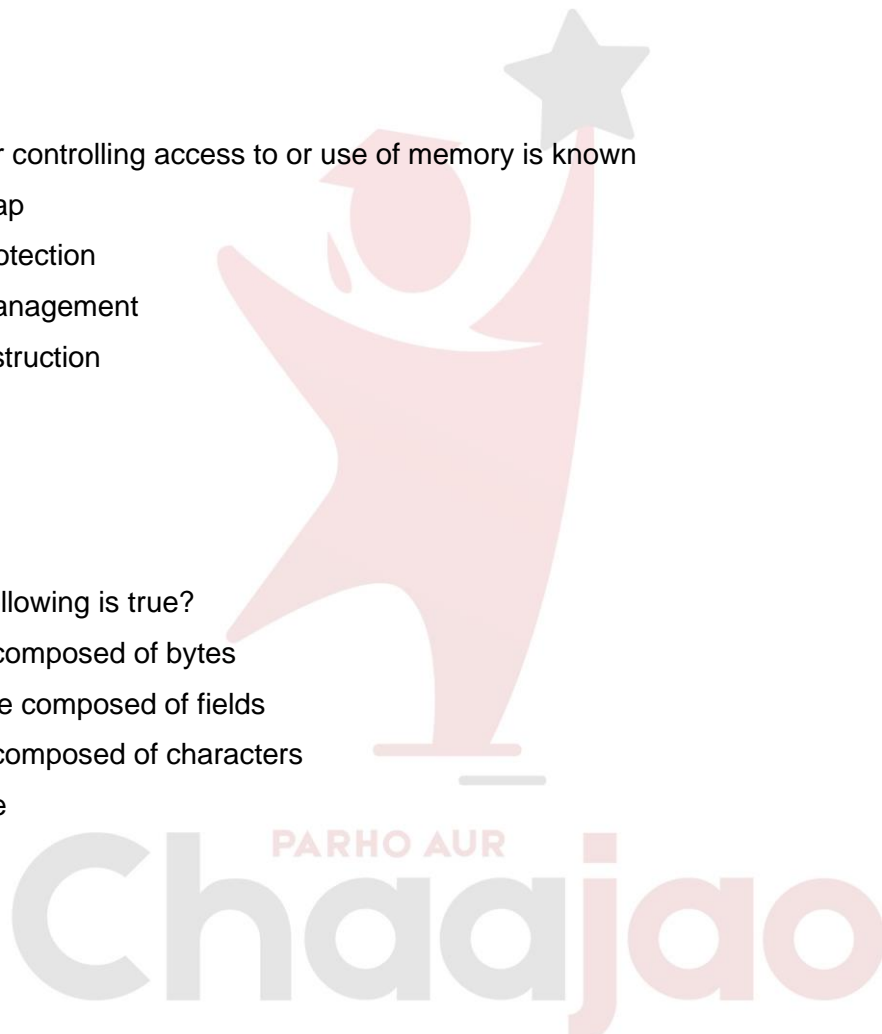 r controlling access to or use of memory is known
ap
otection
anagement
struction
llowing is true?
composed of bytes
e composed of fields
composed of characters
e
PARHO AUR
Chaajao